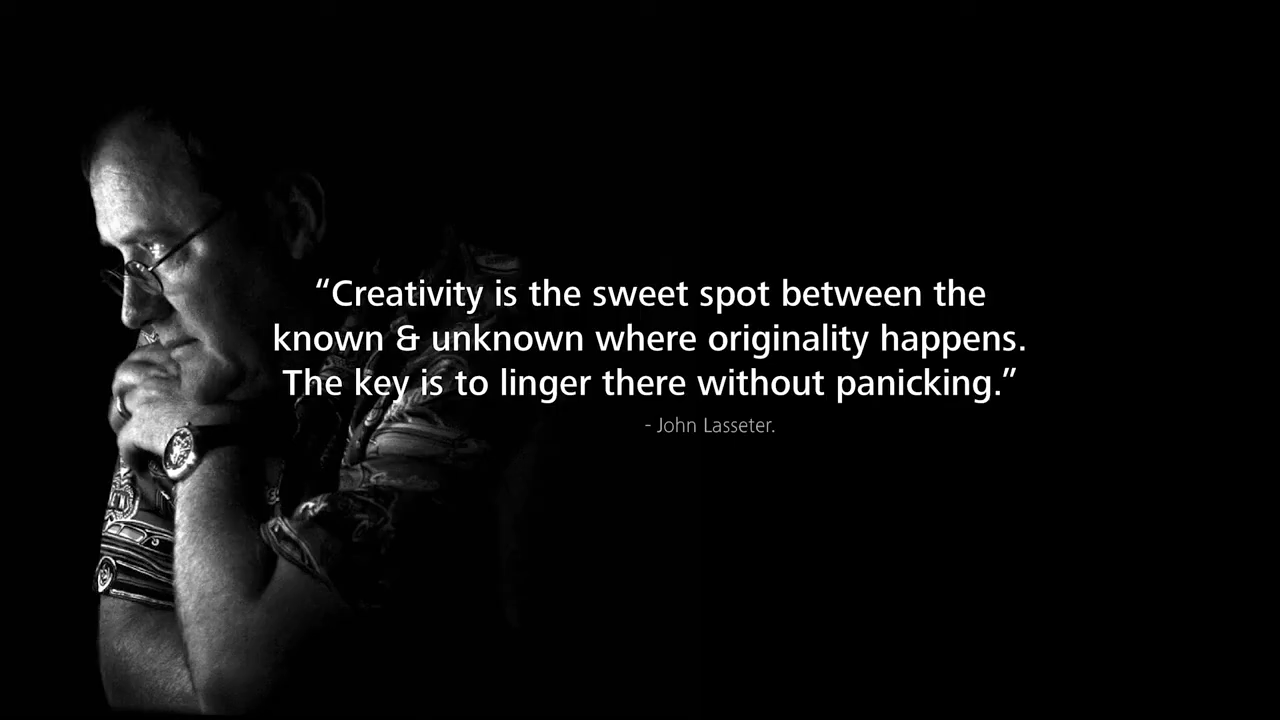 “Creativity is the sweet spot between the
known & unknown where originality happens.
The key is to linger there without panicking.”
- John Lasseter.